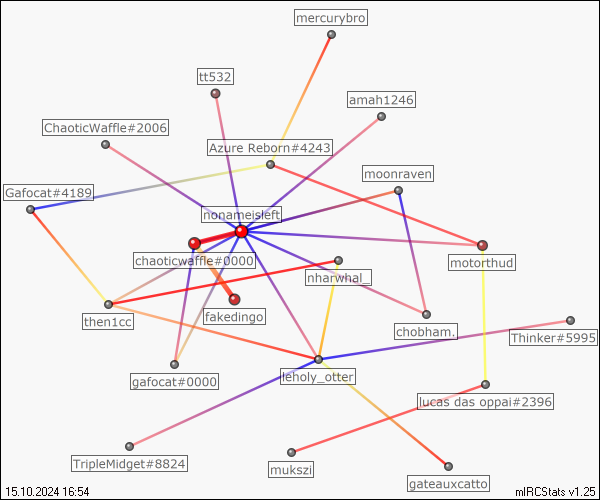 mercurybro
tt532
amah1246
ChaoticWaffle#2006
Azure Reborn#4243
moonraven
Gafocat#4189
nonameisleft
chaoticwaffle#0000
motorthud
nharwhal_
fakedingo
then1cc
chobham.
Thinker#5995
gafocat#0000
leholy_otter
lucas das oppai#2396
TripleMidget#8824
mukszi
gateauxcatto
15.10.2024 16:54
mIRCStats v1.25